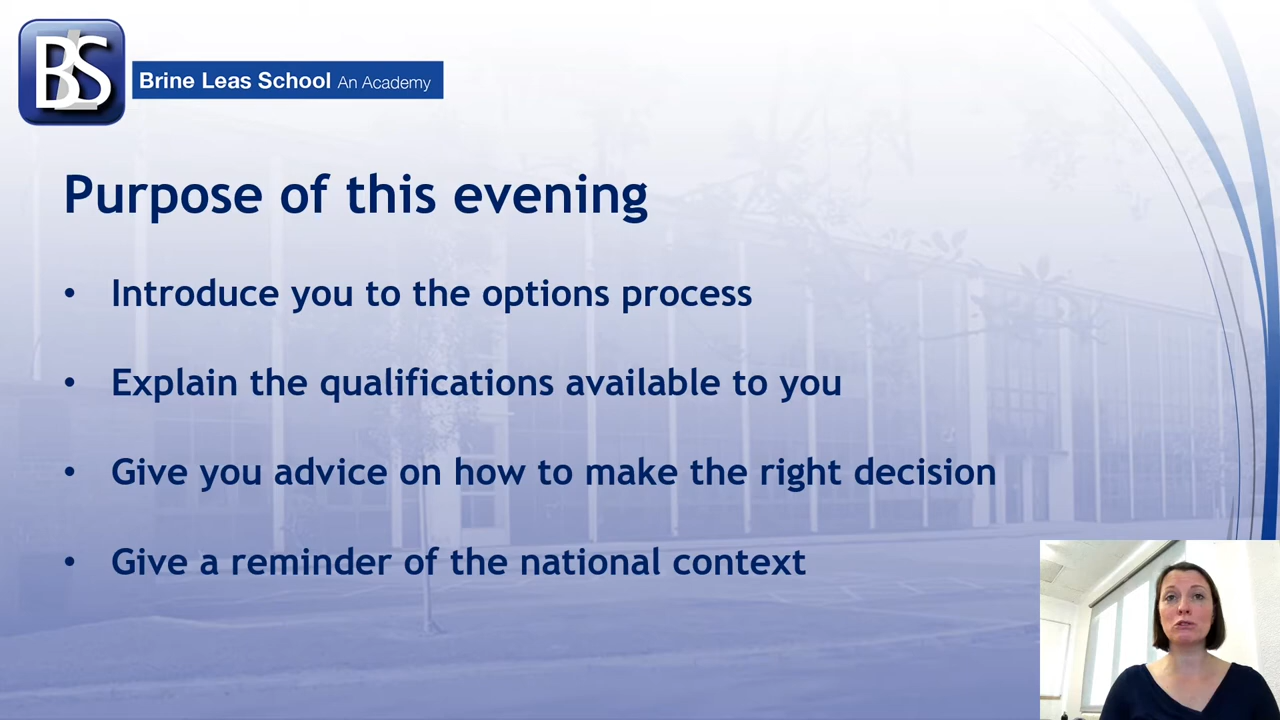 BLS
Brine Leas School An Academy
Purpose of this evening
• Introduce you to the options process
• Explain the qualifications available to you
• Give you advice on how to make the right decision
• Give a reminder of the national context